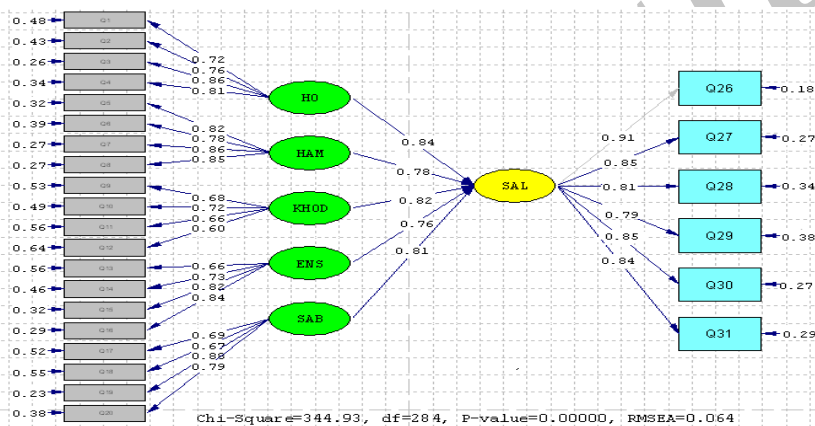 0.48 Q1
0.43 Q2
0.26 Q3
0.34 Q4
0.32 Q5
0.39 Q6
0.27 Q7
0.27 Q8
0.53 Q9
0.49 Q10
0.56 Q11
0.64 Q12
0.56 Q13
0.46 Q14
0.32 Q15
0.29 Q16
0.52 Q17
0.55 Q18
0.23 Q19
0.38 Q20
0.72
0.76
0.86
0.81
0.82
0.78
0.86
0.85
0.68
0.72
0.66
0.60
0.66
0.73
0.82
0.84
0.69
0.67
0.88
0.79
HO
HAM
KHOD
ENS
SAB
0.84
0.78
0.82
0.76
0.81
SAL
0.91
0.85
0.81
0.79
0.85
0.84
Q26 0.18
Q27 0.27
Q28 0.34
Q29 0.38
Q30 0.27
Q31 0.29
Chi-Square=344.93, df=284, P-value=0.00000, RMSEA=0.064